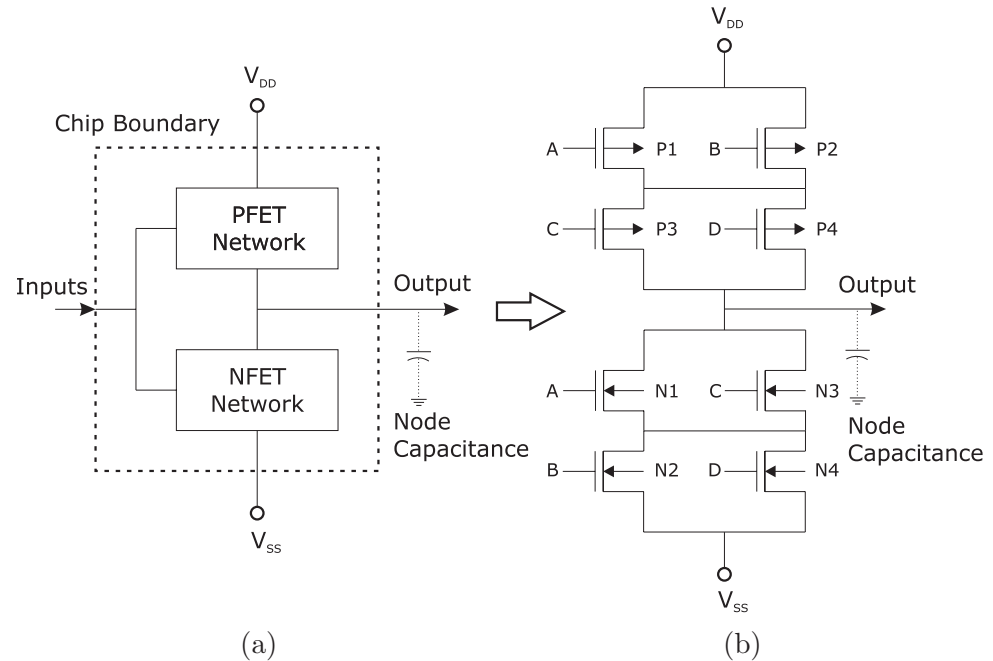 V_DD
Chip Boundary
PFET
Network
Inputs
Output
NFET
Network
Node
Capacitance
V_SS
(a)
V_DD
A
P1
B
P2
C
P3
D
P4
Output
A
N1
C
N3
Node
Capacitance
B
N2
D
N4
V_SS
(b)